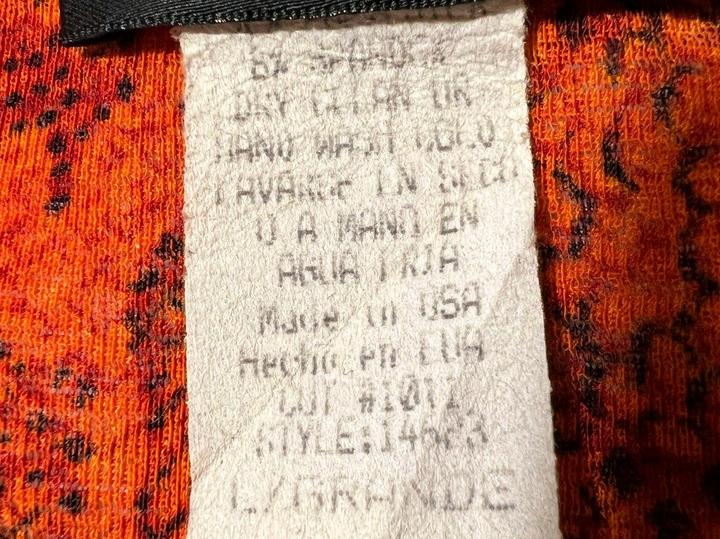 DRY CLEAN OR
HAND WASH COLD
LAVARSE EN SECO
O A MANO EN
AGUA FRIA
Made in USA
Hecho en EUA
CUT #1011
L/GRANDE